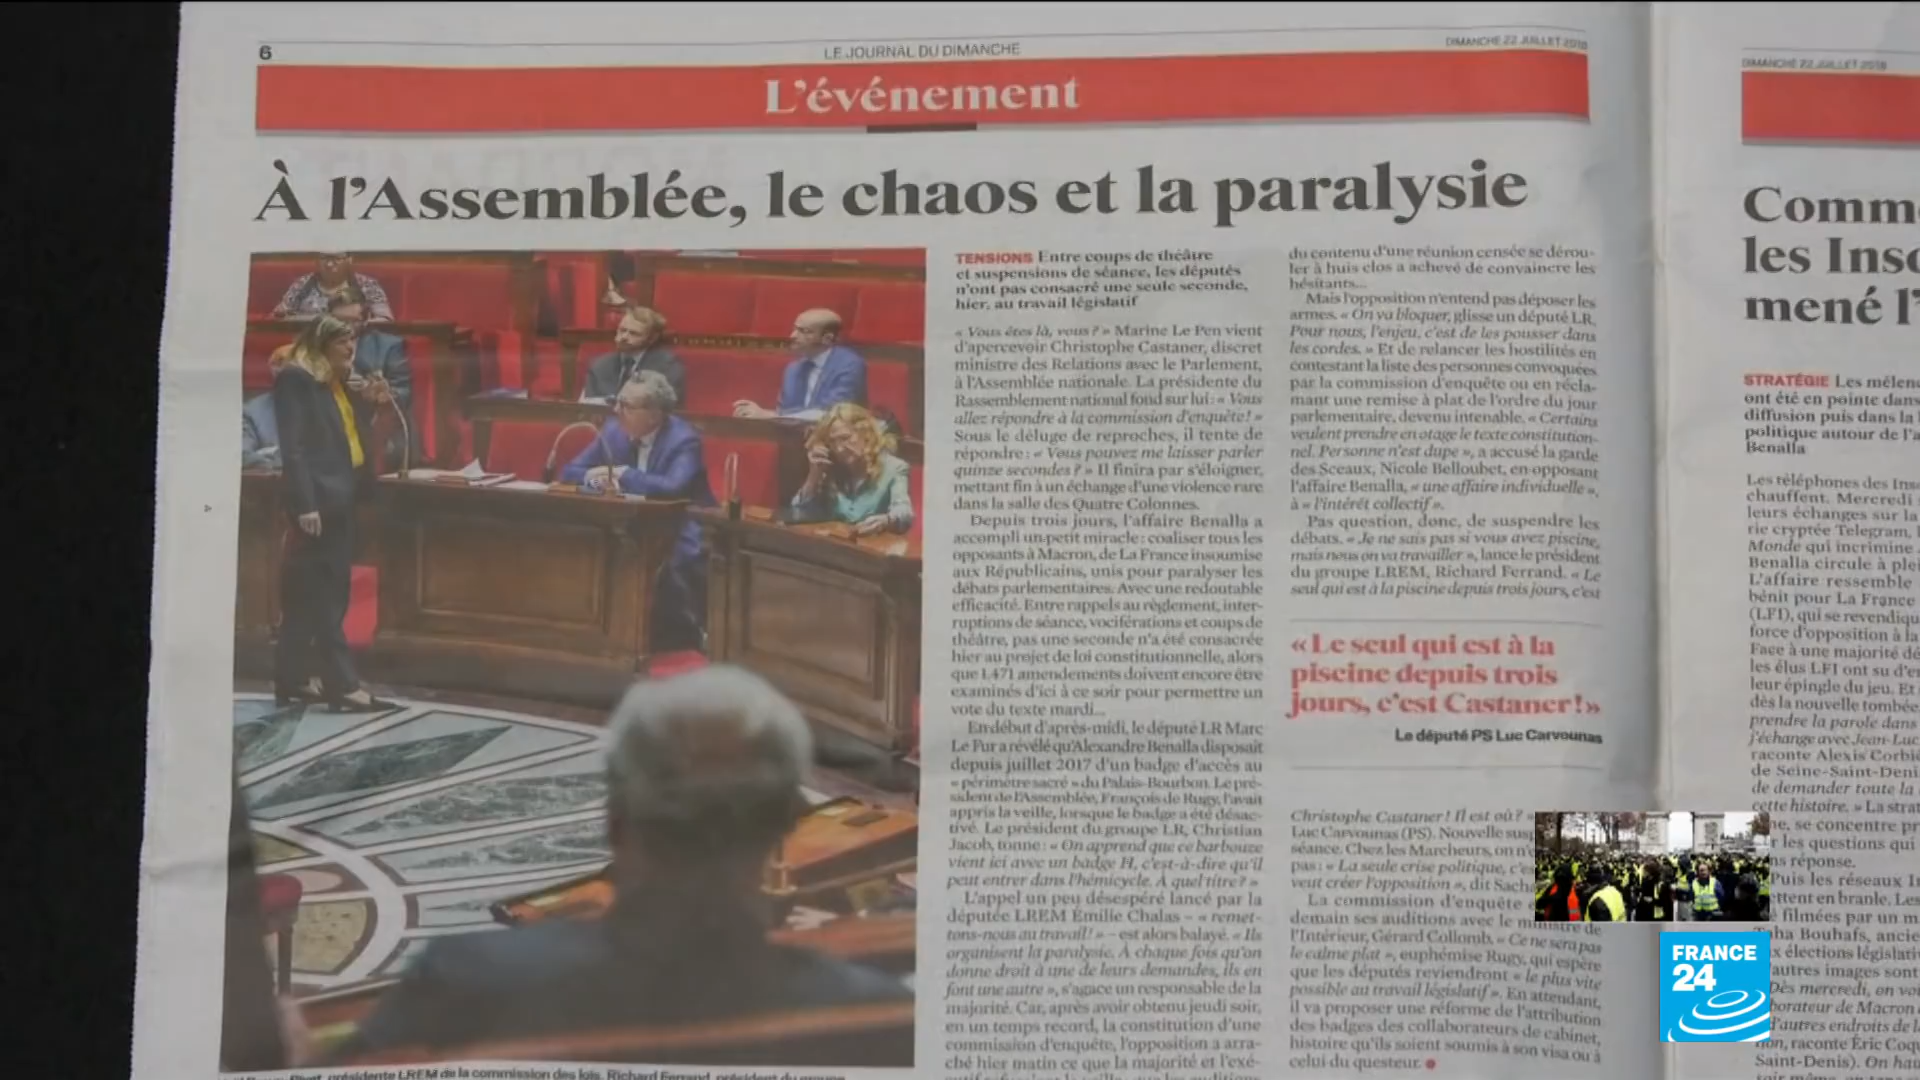 6
LE JOURNAL DU DIMANCHE
DIMANCHE 22 JUILLET 2018
L'événement
À l'Assemblée, le chaos et la paralysie
TENSIONS Entre coups de théâtre
et suspensions de séance, les députés
n'ont pas consacré une seule seconde,
hier, au travail législatif
« Vous êtes là, vous ? » Marine Le Pen vient
d'apercevoir Christophe Castaner, discret
ministre des Relations avec le Parlement,
à l'Assemblée nationale. La présidente du
Rassemblement national fond sur lui : « Vous
allez répondre à la commission d'enquête ! »
Sous le déluge de reproches, il tente de
répondre : « Vous pouvez me laisser parler
quinze secondes ? » Il finira par s'éloigner,
mettant fin à un échange d'une violence rare
dans la salle des Quatre Colonnes.
Depuis trois jours, l'affaire Benalla a
accompli un petit miracle : coaliser tous les
opposants à Macron, de La France insoumise
aux Républicains, unis pour paralyser les
débats parlementaires. Avec une redoutable
efficacité. Entre rappels au règlement, inter-
ruptions de séance, vociférations et coups de
théâtre, pas une seconde n'a été consacrée
hier au projet de loi constitutionnelle, alors
que 1.471 amendements doivent encore être
examinés d'ici à ce soir pour permettre un
vote du texte mardi...
En début d'après-midi, le député LR Marc
Le Fur a révélé qu'Alexandre Benalla disposait
depuis juillet 2017 d'un badge d'accès au
« périmètre sacré » du Palais-Bourbon. Le pré-
sident de l'Assemblée, François de Rugy, l'avait
appris la veille, lorsque le badge a été désac-
tivé. Le président du groupe LR, Christian
Jacob, tonne : « On apprend que ce barbouze
vient ici avec un badge H, c'est-à-dire qu'il
peut entrer dans l'hémicycle. À quel titre ? »
L'appel un peu désespéré lancé par la
députée LREM Émilie Chalas – « remet-
tons-nous au travail ! » – est alors balayé. « Ils
organisent la paralysie. À chaque fois qu'on
donne droit à une de leurs demandes, ils en
font une autre », s'agace un responsable de la
majorité. Car, après avoir obtenu jeudi soir,
en un temps record, la constitution d'une
commission d'enquête, l'opposition a arra-
ché hier matin ce que la majorité et l'exé-
du contenu d'une réunion censée se dérou-
ler à huis clos a achevé de convaincre les
hésitants...
Mais l'opposition n'entend pas déposer les
armes. « On va bloquer, glisse un député LR.
Pour nous, l'enjeu, c'est de les pousser dans
les cordes. » Et de relancer les hostilités en
contestant la liste des personnes convoquées
par la commission d'enquête ou en récla-
mant une remise à plat de l'ordre du jour
parlementaire, devenu intenable. « Certains
veulent prendre en otage le texte constitution-
nel. Personne n'est dupe », a accusé la garde
des Sceaux, Nicole Belloubet, en opposant
l'affaire Benalla, « une affaire individuelle »,
à « l'intérêt collectif ».
Pas question, donc, de suspendre les
débats. « Je ne sais pas si vous avez piscine,
mais nous on va travailler », lance le président
du groupe LREM, Richard Ferrand. « Le
seul qui est à la piscine depuis trois jours, c'est
« Le seul qui est à la
piscine depuis trois
jours, c'est Castaner ! »
Le député PS Luc Carvounas
Christophe Castaner ! Il est où ?
Luc Carvounas (PS). Nouvelle
séance. Chez les Marcheurs, on
pas : « La seule crise politique,
veut créer l'opposition », dit
La commission d'enquête
demain ses auditions avec le ministre de
l'Intérieur, Gérard Collomb. « Ce ne sera pas
le calme plat », euphémise Rugy, qui espère
que les députés reviendront « le plus vite
possible au travail législatif ». En attendant,
il va proposer une réforme de l'attribution
des badges des collaborateurs de cabinet,
histoire qu'ils soient soumis à son visa ou à
celui du questeur.
présidente LREM de la commission des lois, Richard Ferrand, président du groupe
DIMANCHE 22 JUILLET 2018
Comm
les Inso
mené l'
STRATÉGIE Les mélenc
ont été en pointe dans
diffusion puis dans la
politique autour de l'a
Benalla
Les téléphones des Inso
chauffent. Mercredi
leurs échanges sur la
rie cryptée Telegram,
Monde qui incrimine
Benalla circule à plei
L'affaire ressemble
bénit pour La France
(LFI), qui se revendiqu
force d'opposition à la
Face à une majorité dé
les élus LFI ont su d'en
leur épingle du jeu. Et
dès la nouvelle tombée,
prendre la parole dans
j'échange avec Jean-Luc
raconte Alexis Corbiè
de Seine-Saint-Deni
de demander toute la
cette histoire. » La strat
ne, se concentre pr
r les questions qui
ns réponse.
Puis les réseaux In
ttent en branle. Les
filmées par un m
Taha Bouhafs, ancie
x élections législativ
autres images sont
Dès mercredi, on vo
borateur de Macron
d'autres endroits de la
raconte Éric Coq
Saint-Denis). On hau
FRANCE
24